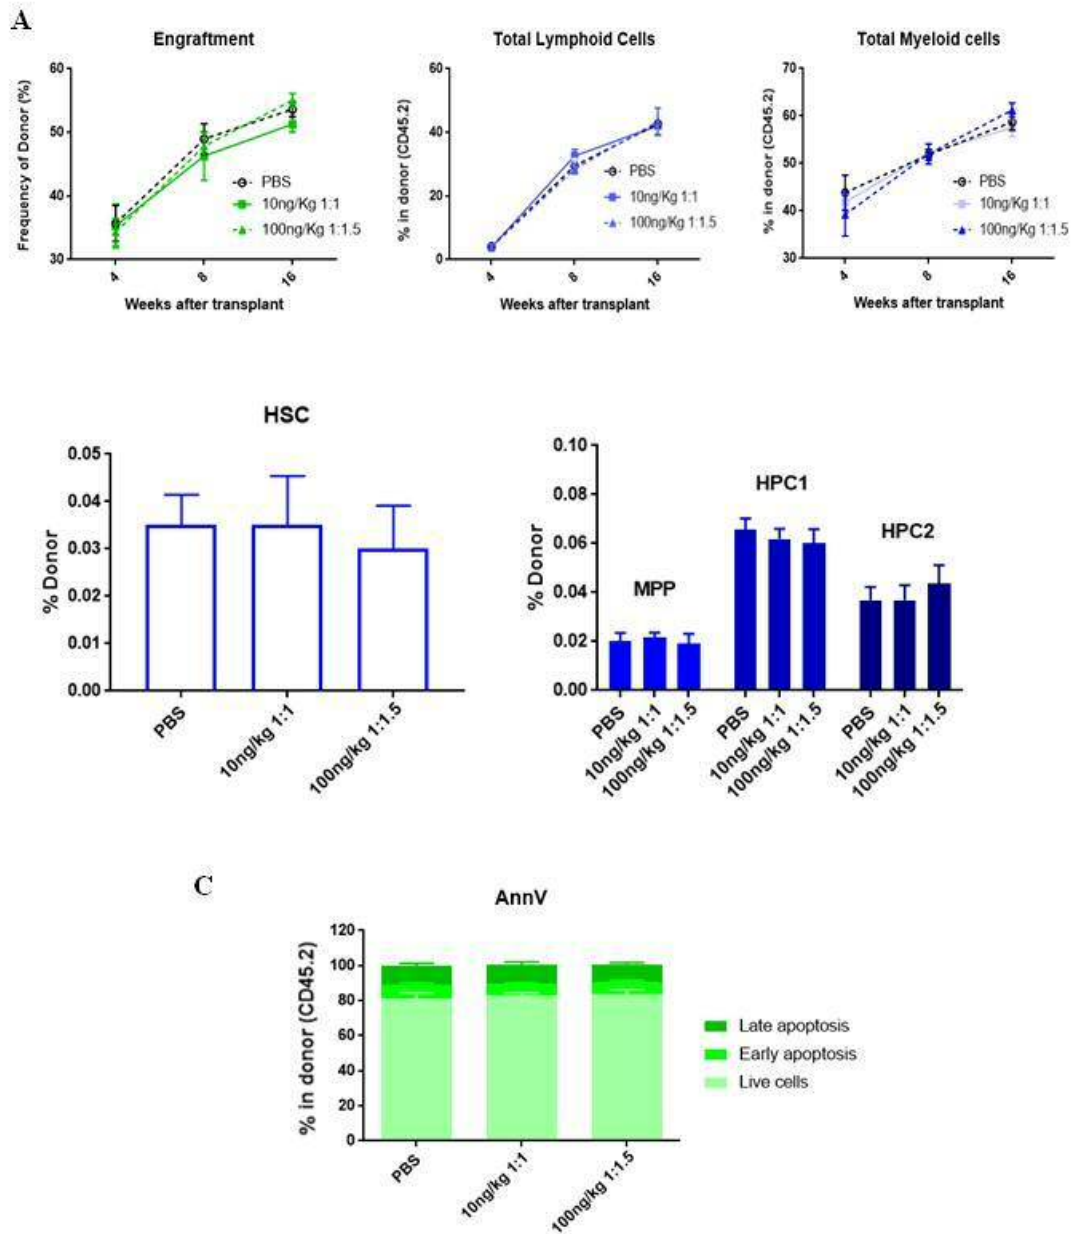 A
Engraftment
Frequency of Donor (%)
60
50
40
30
PBS
10ng/Kg 1:1
100ng/Kg 1:1.5
4
8
16
Weeks after transplant
Total Lymphoid Cells
% in donor (CD45.2)
60
40
20
0
PBS
10ng/Kg 1:1
100ng/Kg 1:1.5
4
8
16
Weeks after transplant
Total Myeloid cells
% in donor (CD45.2)
70
60
50
40
30
PBS
10ng/Kg 1:1
100ng/Kg 1:1.5
4
8
16
Weeks after transplant
HSC
% Donor
0.05
0.04
0.03
0.02
0.01
0.00
PBS
10ng/kg 1:1
100ng/kg 1:1.5
% Donor
0.10
0.08
0.06
0.04
0.02
0.00
MPP
HPC1
HPC2
PBS
10ng/kg 1:1
100ng/kg 1:1.5
PBS
10ng/kg 1:1
100ng/kg 1:1.5
PBS
10ng/kg 1:1
100ng/kg 1:1.5
C
AnnV
% in donor (CD45.2)
120
100
80
60
40
20
0
PBS
10ng/kg 1:1
100ng/kg 1:1.5
Late apoptosis
Early apoptosis
Live cells